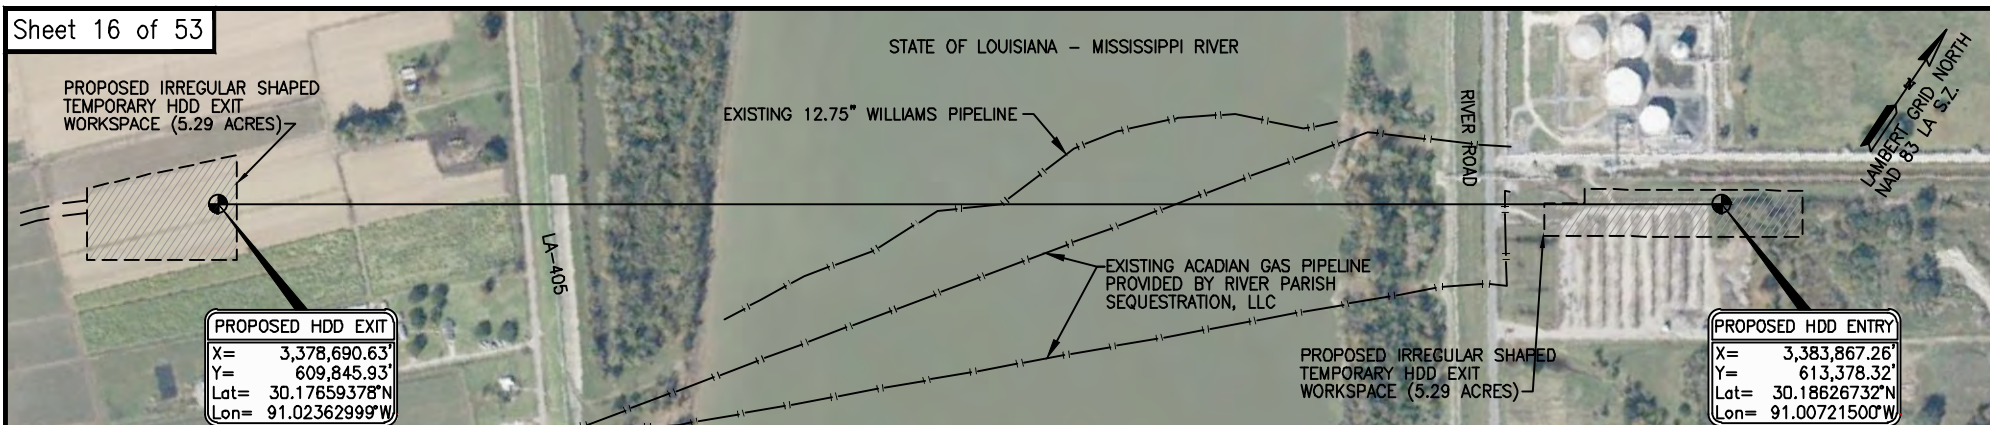 Sheet 16 of 53
STATE OF LOUISIANA - MISSISSIPPI RIVER
PROPOSED IRREGULAR SHAPED
TEMPORARY HDD EXIT
WORKSPACE (5.29 ACRES)
EXISTING 12.75" WILLIAMS PIPELINE
RIVER ROAD
LAMBERT GRID NORTH
NAD 83 LA S.Z.
N
LA-405
EXISTING ACADIAN GAS PIPELINE
PROVIDED BY RIVER PARISH
SEQUESTRATION, LLC
PROPOSED HDD EXIT
X= 3,378,690.63'
Y= 609,845.93'
Lat= 30.17659378°N
Lon= 91.02362999°W
PROPOSED IRREGULAR SHAPED
TEMPORARY HDD EXIT
WORKSPACE (5.29 ACRES)
PROPOSED HDD ENTRY
X= 3,383,867.26'
Y= 613,378.32'
Lat= 30.18626732°N
Lon= 91.00721500°W